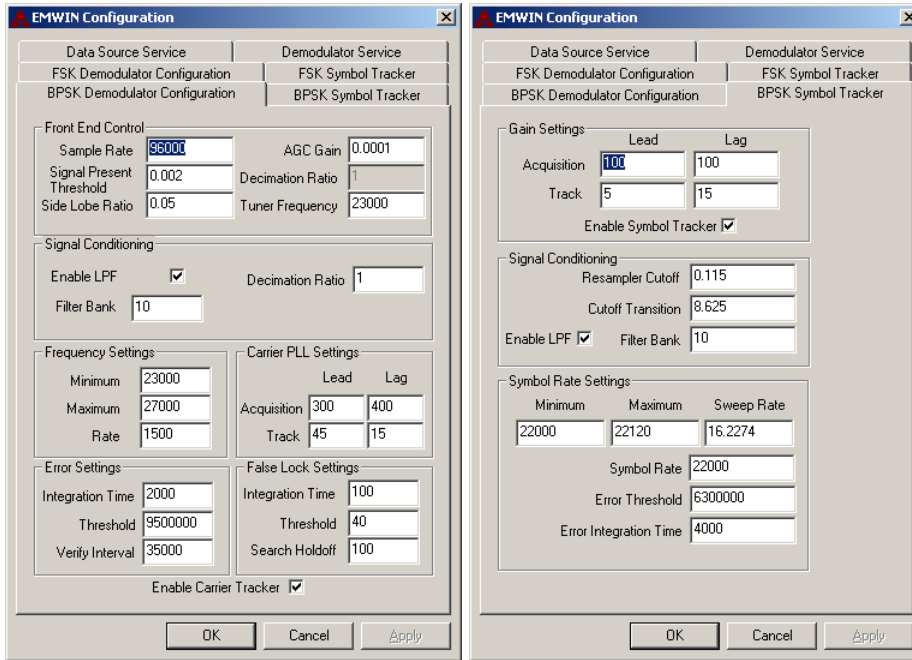 EMWIN Configuration
Data Source Service
Demodulator Service
FSK Demodulator Configuration
FSK Symbol Tracker
BPSK Demodulator Configuration
BPSK Symbol Tracker
Front End Control
Sample Rate 96000
AGC Gain 0.0001
Signal Present Threshold 0.002
Decimation Ratio 1
Side Lobe Ratio 0.05
Tuner Frequency 23000
Signal Conditioning
Enable LPF
Decimation Ratio 1
Filter Bank 10
Frequency Settings
Minimum 23000
Maximum 27000
Rate 1500
Carrier PLL Settings
Lead Lag
Acquisition 300 400
Track 45 15
Error Settings
Integration Time 2000
Threshold 9500000
Verify Interval 35000
False Lock Settings
Integration Time 100
Threshold 40
Search Holdoff 100
Enable Carrier Tracker
OK Cancel Apply
EMWIN Configuration
Data Source Service
Demodulator Service
FSK Demodulator Configuration
FSK Symbol Tracker
BPSK Demodulator Configuration
BPSK Symbol Tracker
Gain Settings
Lead Lag
Acquisition 100 100
Track 5 15
Enable Symbol Tracker
Signal Conditioning
Resampler Cutoff 0.115
Cutoff Transition 8.625
Enable LPF Filter Bank 10
Symbol Rate Settings
Minimum Maximum Sweep Rate
22000 22120 16.2274
Symbol Rate 22000
Error Threshold 6300000
Error Integration Time 4000
OK Cancel Apply